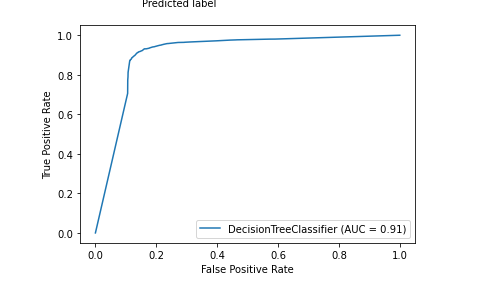 Predicted label
1.0
0.8
0.6
0.4
0.2
0.0
True Positive Rate
DecisionTreeClassifier (AUC = 0.91)
0.0 0.2 0.4 0.6 0.8 1.0
False Positive Rate